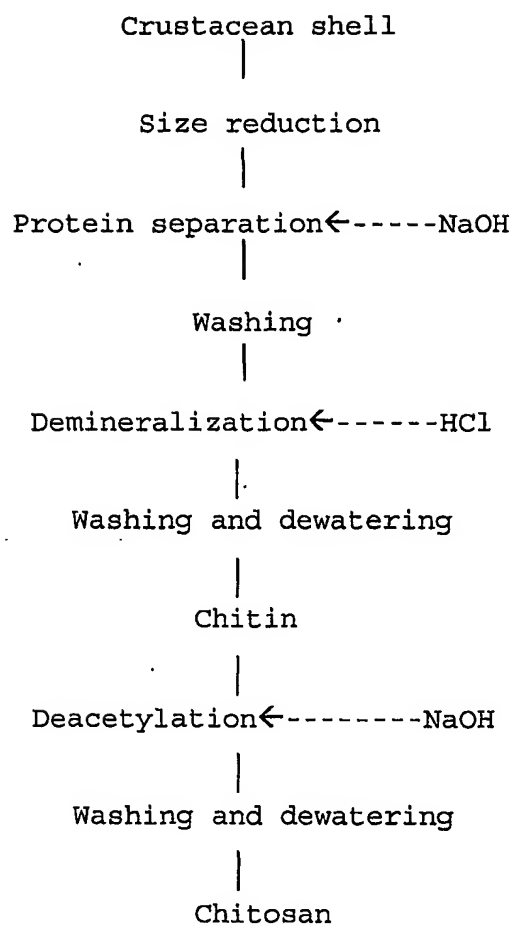 Crustacean shell
Size reduction
Protein separation<-----NaOH
Washing
Demineralization<------HCl
Washing and dewatering
Chitin
Deacetylation<--------NaOH
Washing and dewatering
Chitosan